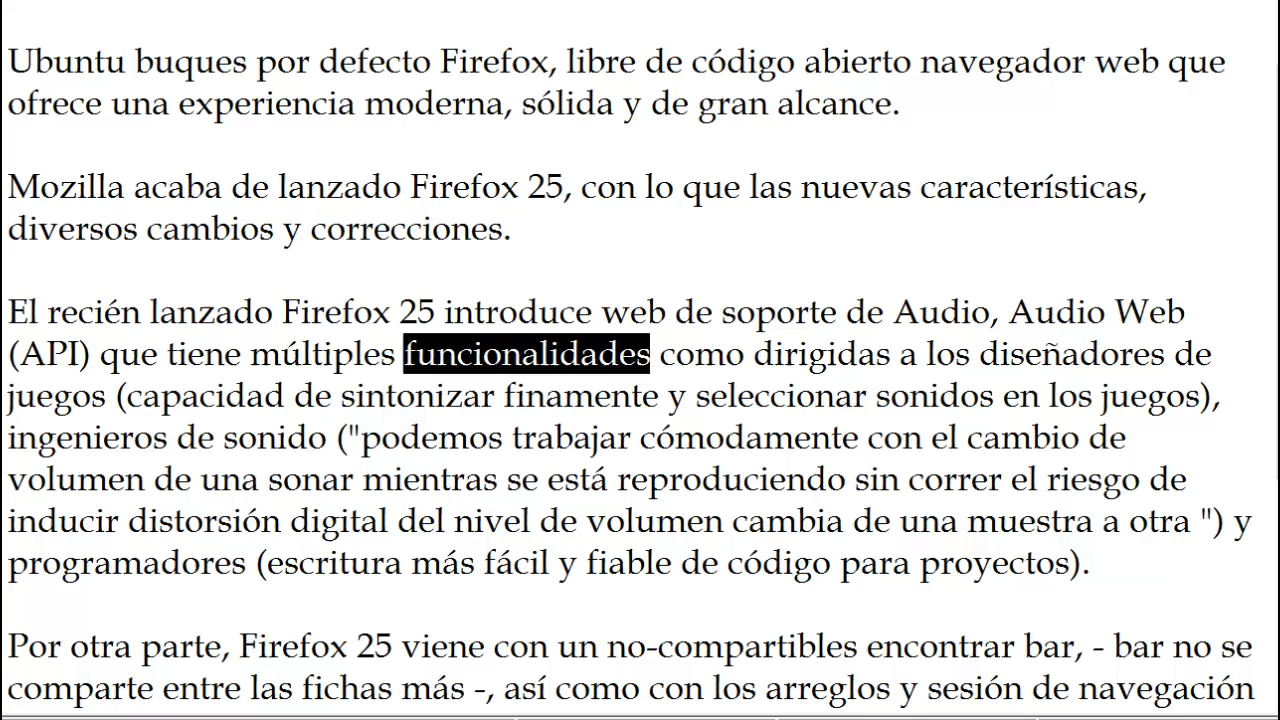 Ubuntu buques por defecto Firefox, libre de código abierto navegador web que
ofrece una experiencia moderna, sólida y de gran alcance.
Mozilla acaba de lanzado Firefox 25, con lo que las nuevas características,
diversos cambios y correcciones.
El recién lanzado Firefox 25 introduce web de soporte de Audio, Audio Web
(API) que tiene múltiples funcionalidades como dirigidas a los diseñadores de
juegos (capacidad de sintonizar finamente y seleccionar sonidos en los juegos),
ingenieros de sonido ("podemos trabajar cómodamente con el cambio de
volumen de una sonar mientras se está reproduciendo sin correr el riesgo de
inducir distorsión digital del nivel de volumen cambia de una muestra a otra ") y
programadores (escritura más fácil y fiable de código para proyectos).
Por otra parte, Firefox 25 viene con un no-compartibles encontrar bar, - bar no se
comparte entre las fichas más -, así como con los arreglos y sesión de navegación